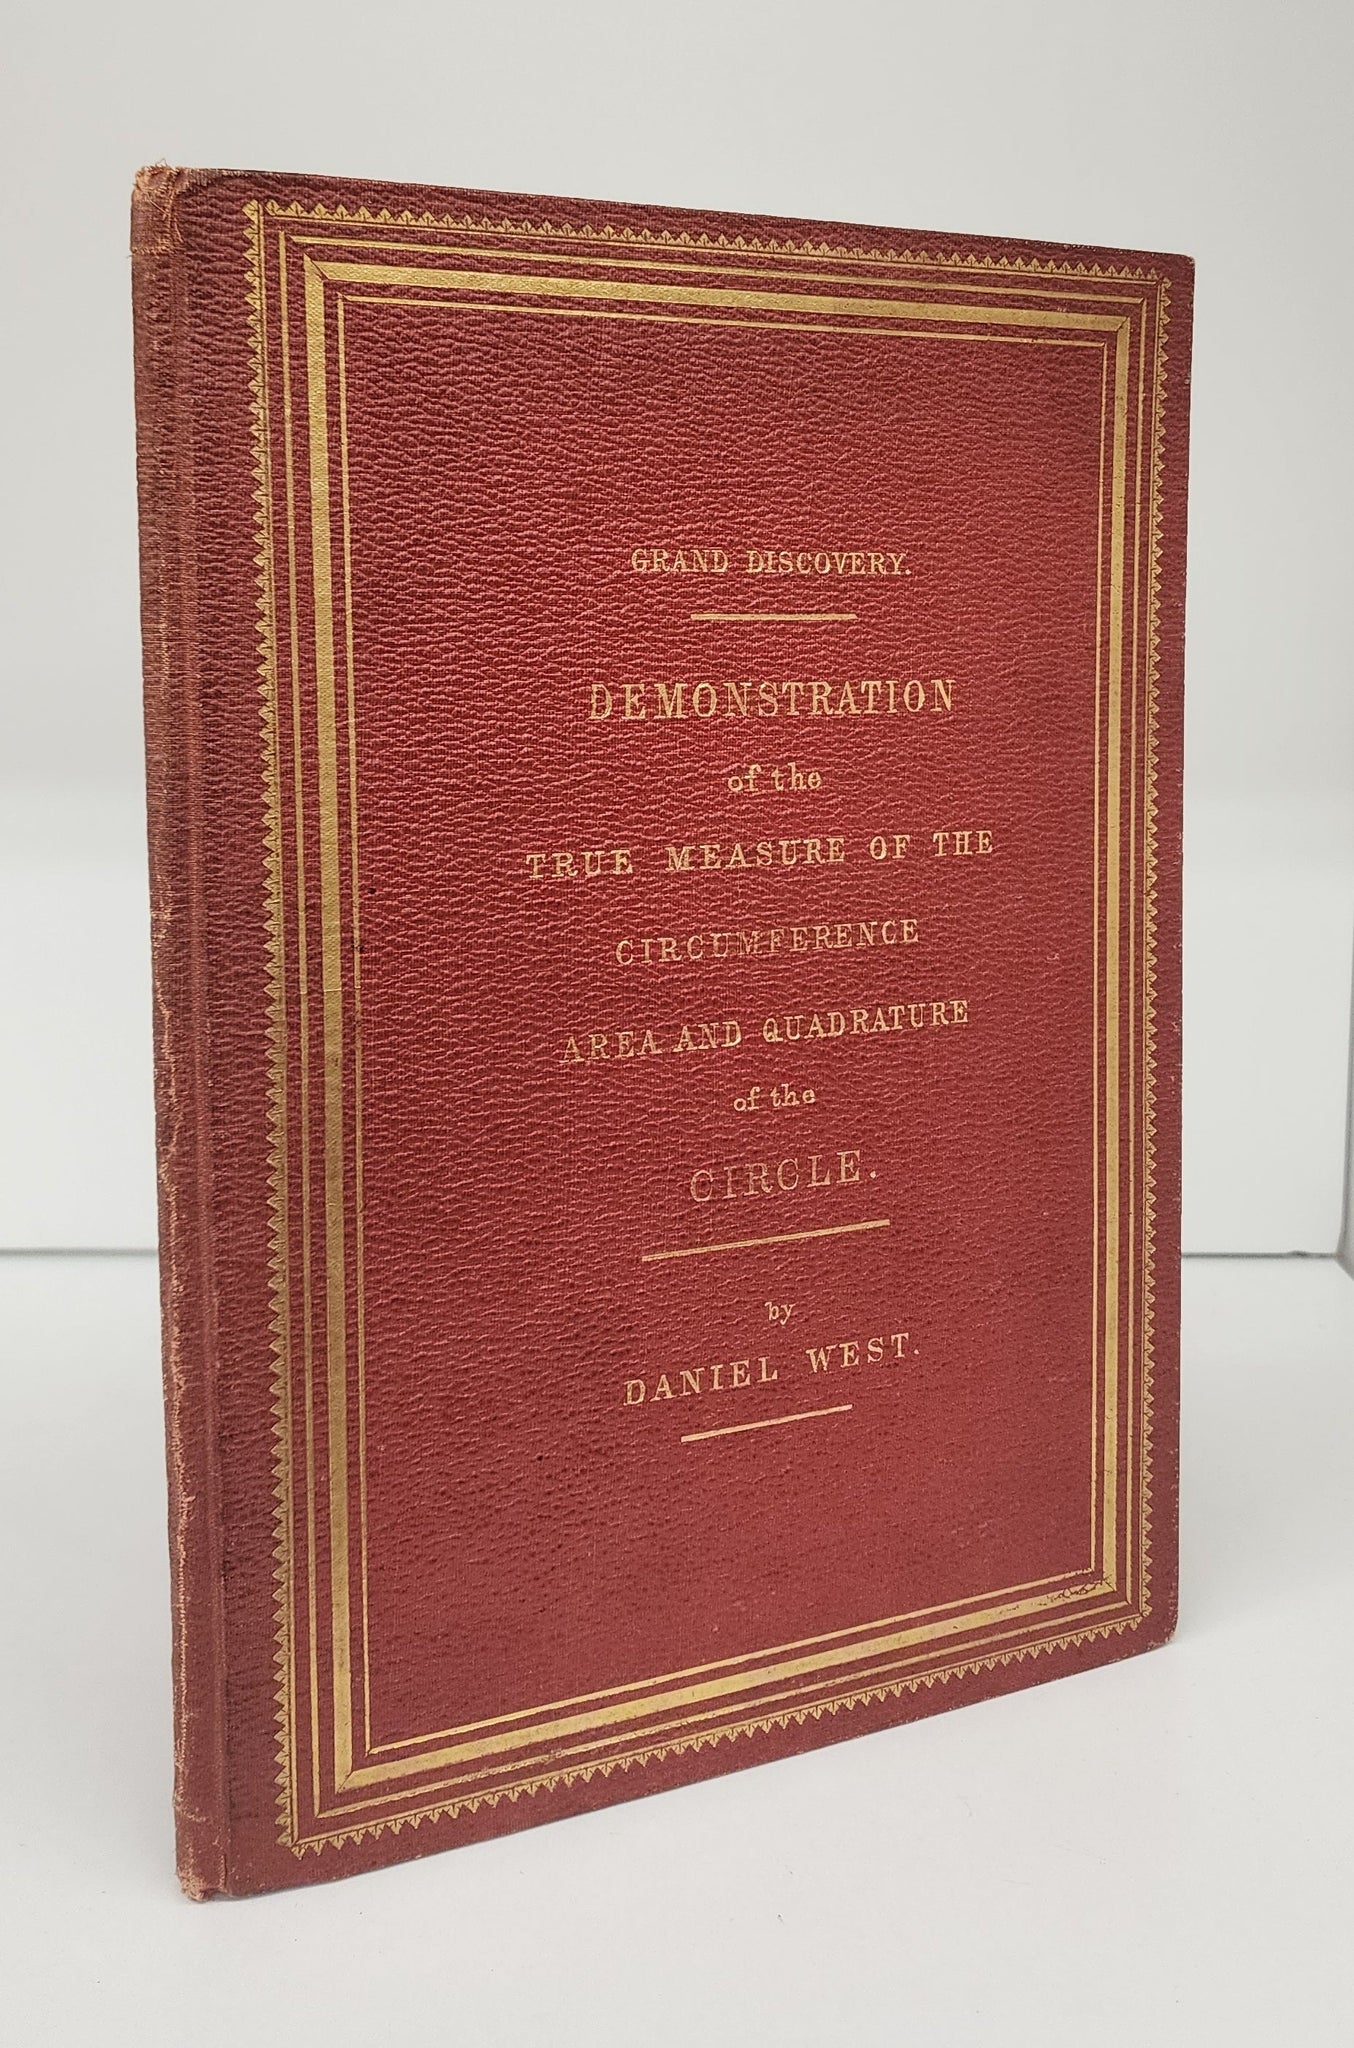 GRAND DISCOVERY.
DEMONSTRATION
of the
TRUE MEASURE OF THE
CIRCUMFERENCE
AREA AND QUADRATURE
of the
CIRCLE.
by
DANIEL WEST.